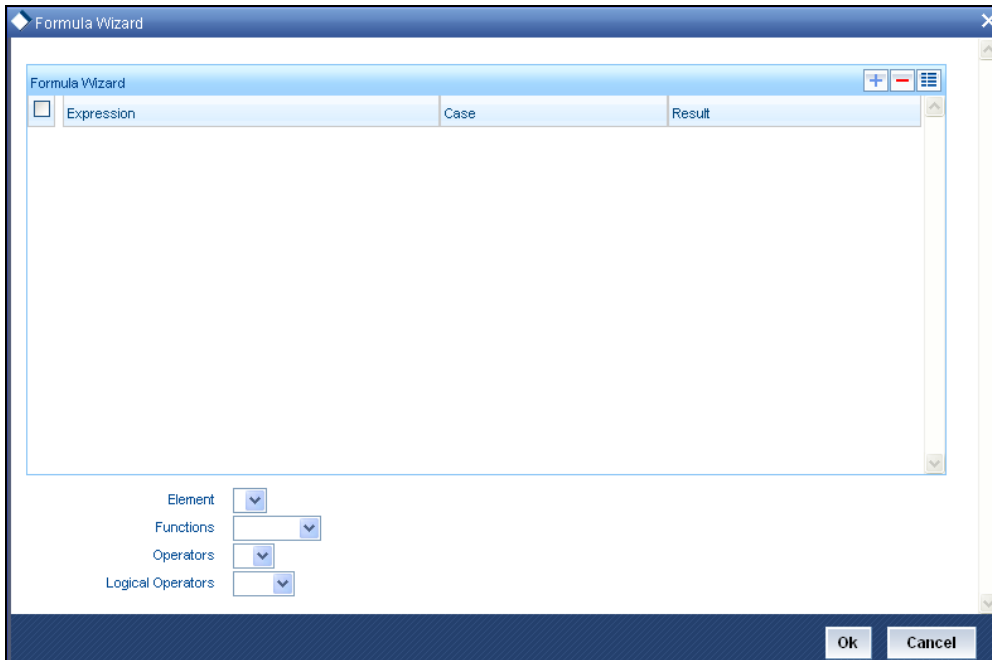 Formula Wizard
Formula Wizard
Expression Case Result
Element
Functions
Operators
Logical Operators
Ok Cancel